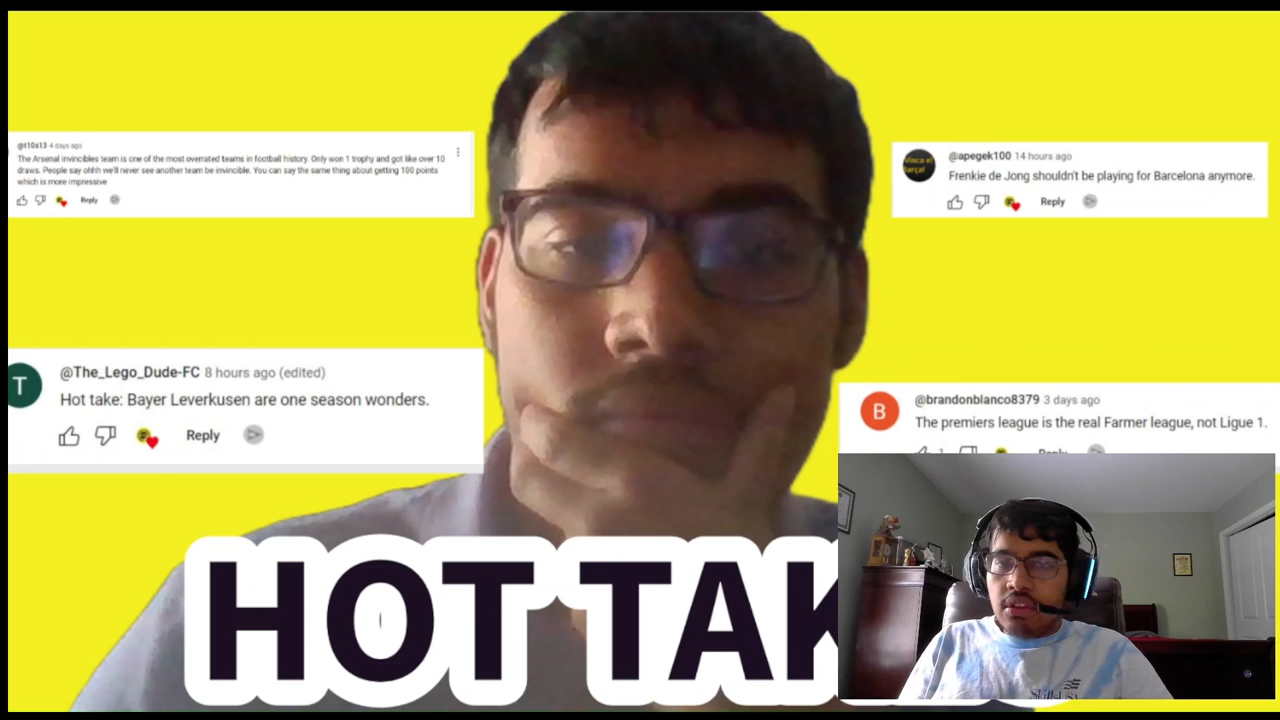 @t10s13 4 days ago
The Arsenal invincibles team is one of the most overrated teams in football history. Only won 1 trophy and got like over 10
draws. People say ohhh we'll never see another team be invincible. You can say the same thing about getting 100 points
which is more impressive
Reply
@apegek100 14 hours ago
Frenkie de Jong shouldn't be playing for Barcelona anymore.
Reply
T
@The_Lego_Dude-FC 8 hours ago (edited)
Hot take: Bayer Leverkusen are one season wonders.
Reply
B
@brandonblanco8379 3 days ago
The premiers league is the real Farmer league, not Ligue 1.
Reply
HOT TAK